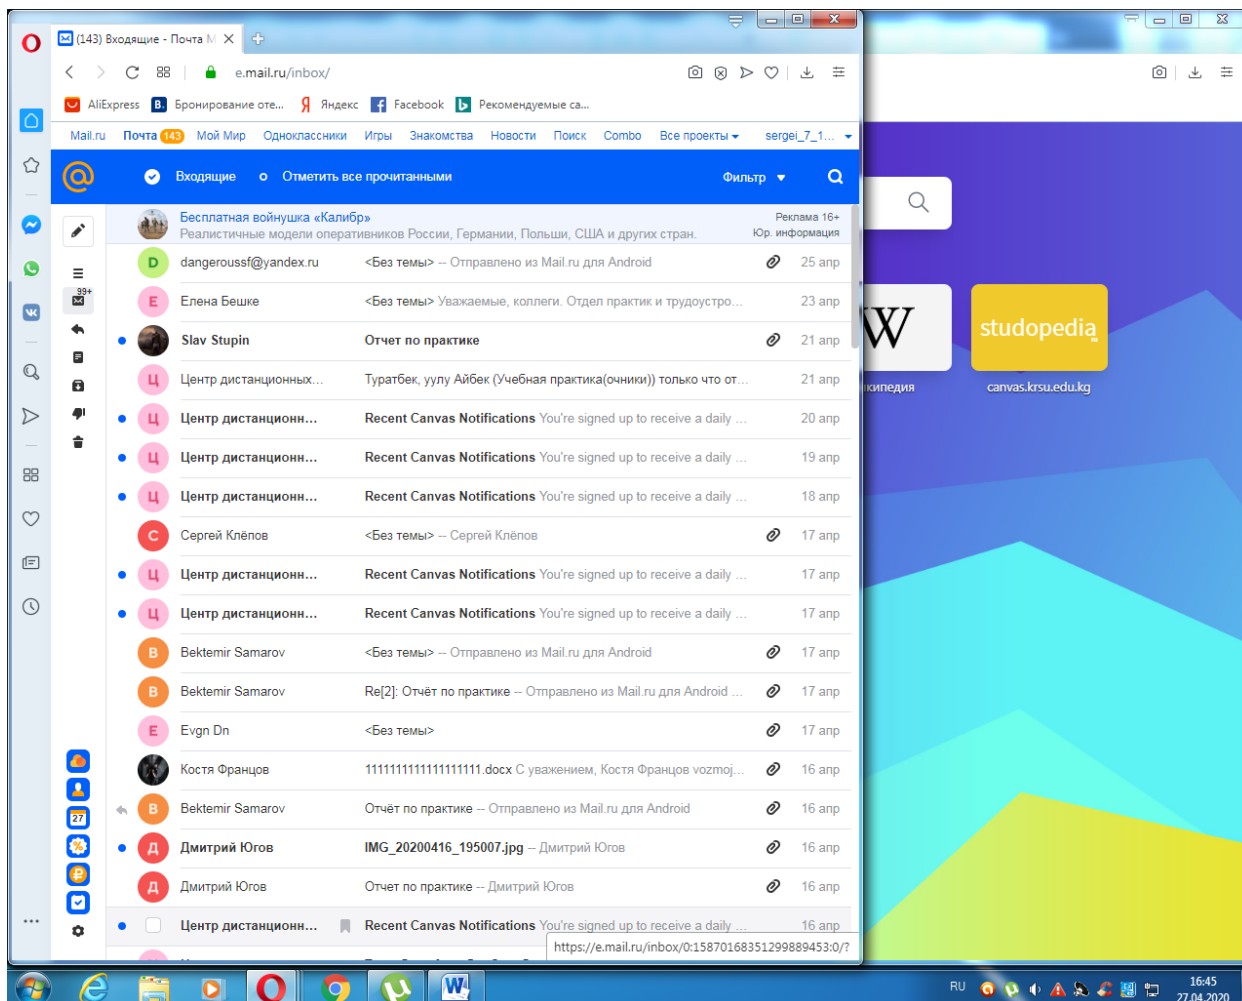 (143) Входящие - Почта M
e.mail.ru/inbox/
AliExpress B. Бронирование оте... Я Яндекс Facebook Рекомендуемые са...
Mail.ru Почта 143 Мой Мир Одноклассники Игры Знакомства Новости Поиск Combo Все проекты sergei_7_1...
Входящие Отметить все прочитанными Фильтр
Бесплатная войнушка «Калибр» Реклама 16+
Реалистичные модели оперативников России, Германии, Польши, США и других стран. Юр. информация
D dangeroussf@yandex.ru <Без темы> -- Отправлено из Mail.ru для Android 25 апр
99+
E Елена Бешке <Без темы> Уважаемые, коллеги. Отдел практик и трудоустро... 23 апр
Slav Stupin Отчет по практике 21 апр
Ц Центр дистанционных... Туратбек, уулу Айбек (Учебная практика(очники)) только что от... 21 апр
Ц Центр дистанционн... Recent Canvas Notifications You're signed up to receive a daily ... 20 апр
Ц Центр дистанционн... Recent Canvas Notifications You're signed up to receive a daily ... 19 апр
Ц Центр дистанционн... Recent Canvas Notifications You're signed up to receive a daily ... 18 апр
С Сергей Клёпов <Без темы> -- Сергей Клёпов 17 апр
Ц Центр дистанционн... Recent Canvas Notifications You're signed up to receive a daily ... 17 апр
Ц Центр дистанционн... Recent Canvas Notifications You're signed up to receive a daily ... 17 апр
B Bektemir Samarov <Без темы> -- Отправлено из Mail.ru для Android 17 апр
B Bektemir Samarov Re[2]: Отчёт по практике -- Отправлено из Mail.ru для Android ... 17 апр
E Evgn Dn <Без темы> 17 апр
Костя Францов 1111111111111111111.docx С уважением, Костя Францов vozmoj... 16 апр
B Bektemir Samarov Отчёт по практике -- Отправлено из Mail.ru для Android 16 апр
27
Д Дмитрий Югов IMG_20200416_195007.jpg -- Дмитрий Югов 16 апр
Д Дмитрий Югов Отчет по практике -- Дмитрий Югов 16 апр
Центр дистанционн... Recent Canvas Notifications You're signed up to receive a daily ... 16 апр
https://e.mail.ru/inbox/0:15870168351299889453:0/?
W
studopedia
кипедия
canvas.krsu.edu.kg
RU
16:45
27.04.2020